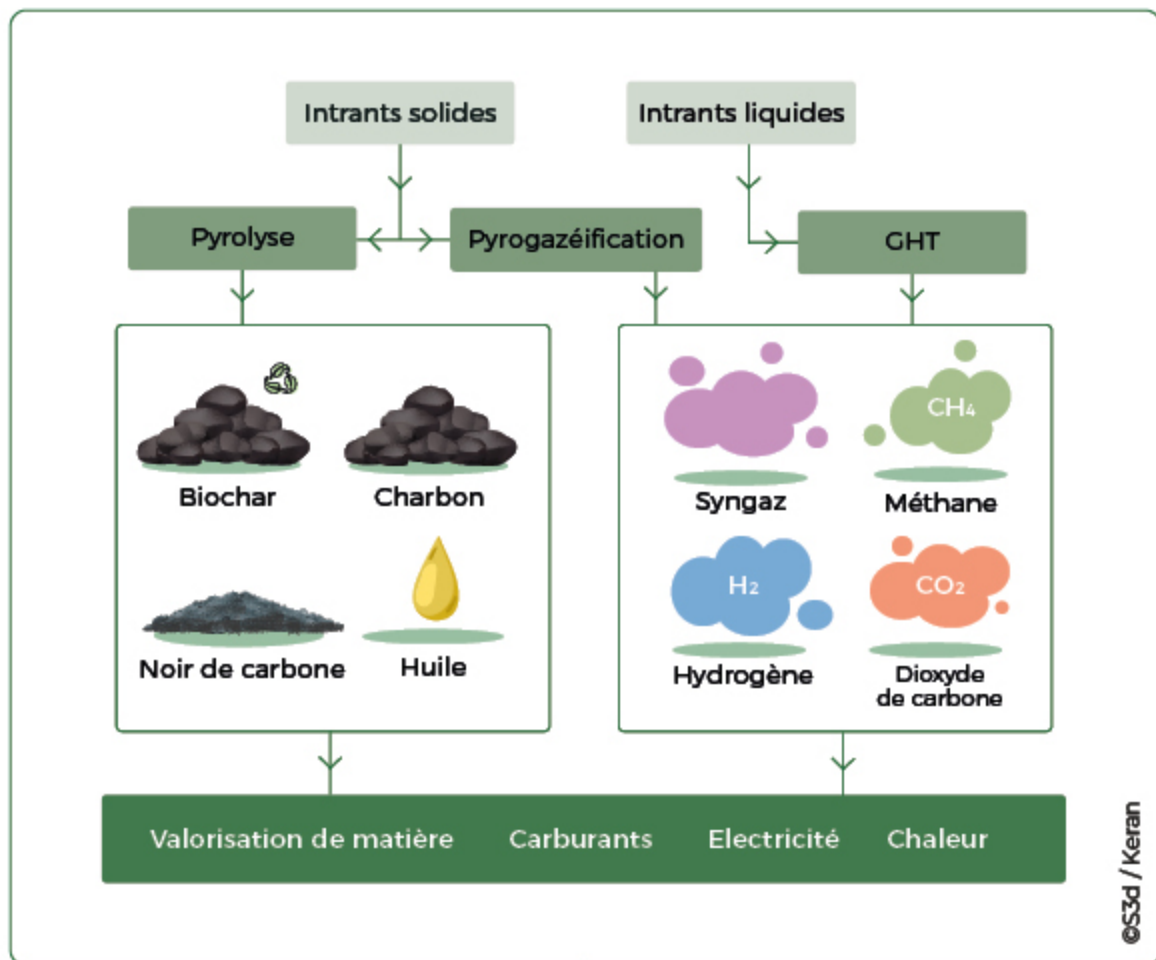 Intrants solides
Intrants liquides
Pyrolyse
Pyrogazéification
GHT
Biochar
Charbon
Noir de carbone
Huile
Syngaz
CH₄
Méthane
H₂
Hydrogène
CO₂
Dioxyde
de carbone
Valorisation de matière
Carburants
Electricité
Chaleur
©S3d / Keran